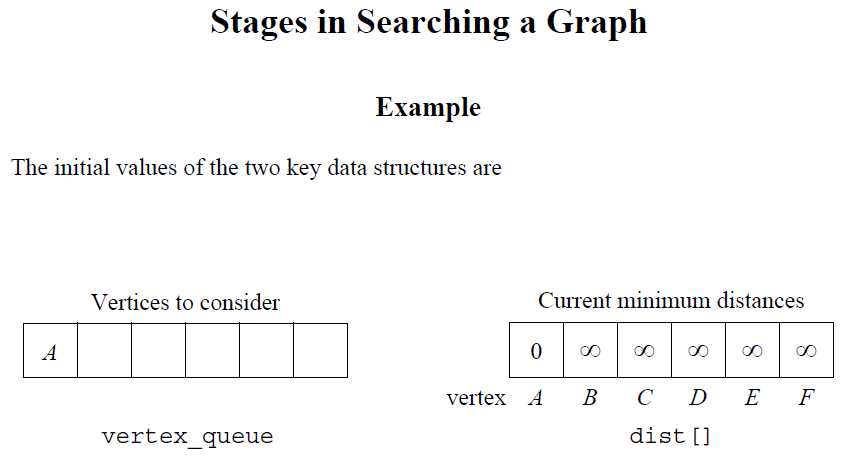 Stages in Searching a Graph
Example
The initial values of the two key data structures are
Vertices to consider
A
vertex_queue
Current minimum distances
0 ∞ ∞ ∞ ∞ ∞
vertex A B C D E F
dist[]